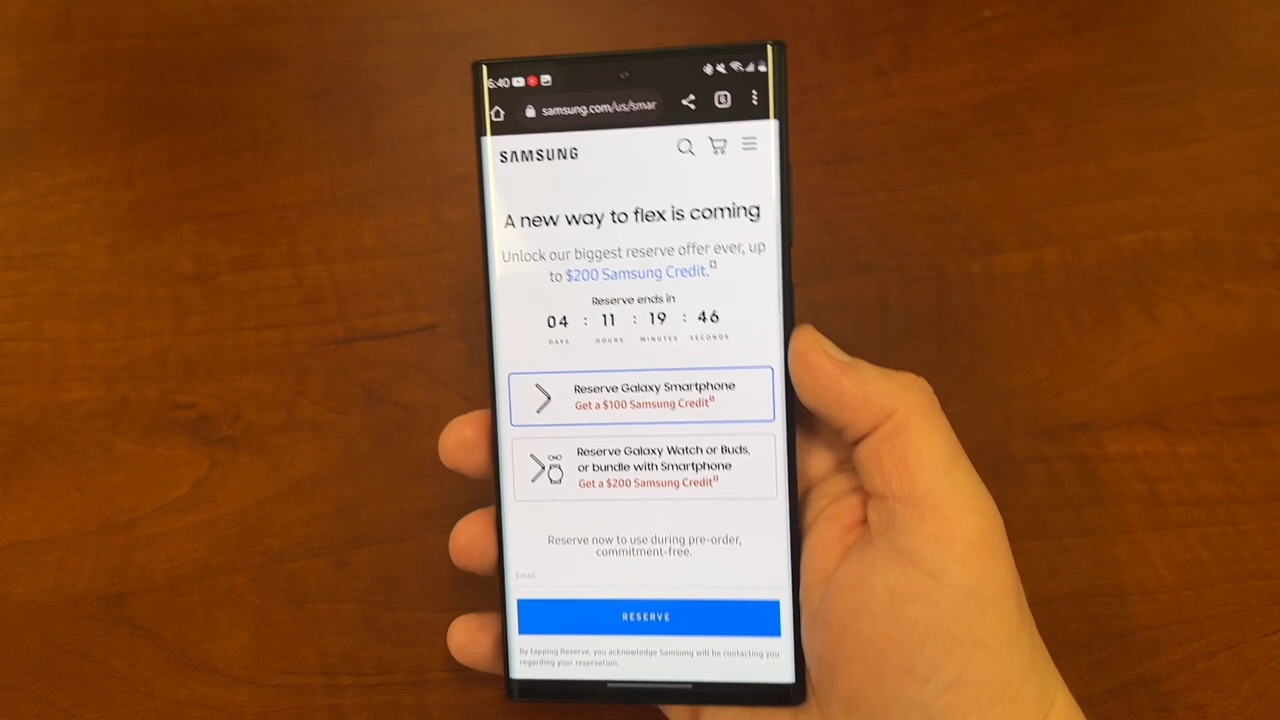 6:40
samsung.com/us/smar
6
SAMSUNG
A new way to flex is coming
Unlock our biggest reserve offer ever, up
to $200 Samsung Credit.
Reserve ends in
04 : 11 : 19 : 46
DAYS HOURS MINUTES SECONDS
Reserve Galaxy Smartphone
Get a $100 Samsung Credit
Reserve Galaxy Watch or Buds,
or bundle with Smartphone
Get a $200 Samsung Credit
Reserve now to use during pre-order,
commitment-free.
Email
RESERVE
By tapping Reserve, you acknowledge Samsung will be contacting you
regarding your reservation.